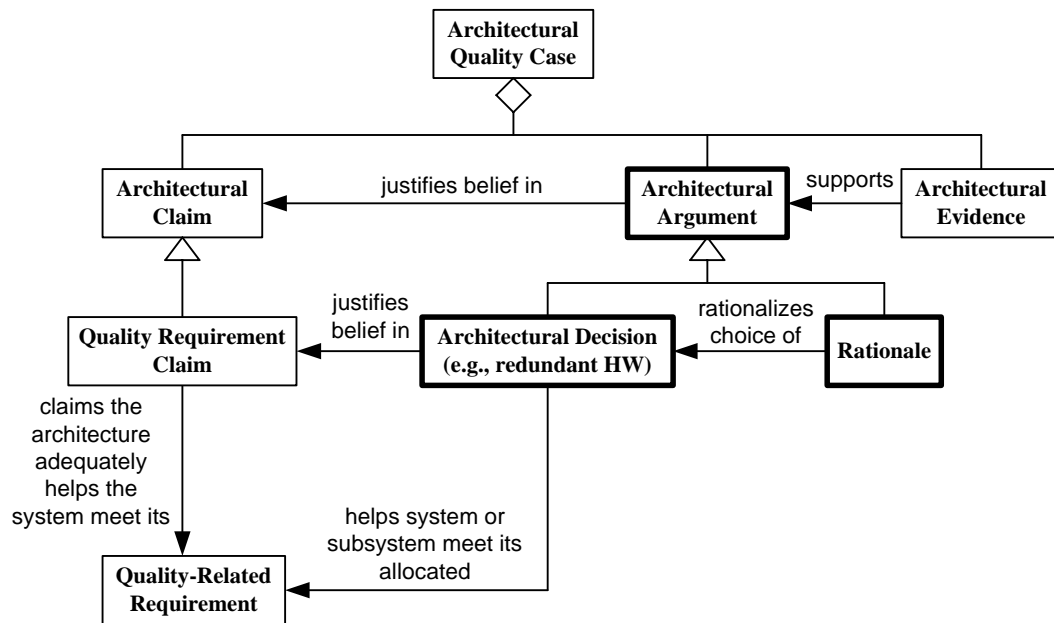 Architectural
Quality Case
Architectural
Claim
justifies belief in
Architectural
Argument
supports
Architectural
Evidence
Quality Requirement
Claim
justifies
belief in
Architectural Decision
(e.g., redundant HW)
rationalizes
choice of
Rationale
claims the
architecture
adequately
helps the
system meet its
helps system or
subsystem meet its
allocated
Quality-Related
Requirement